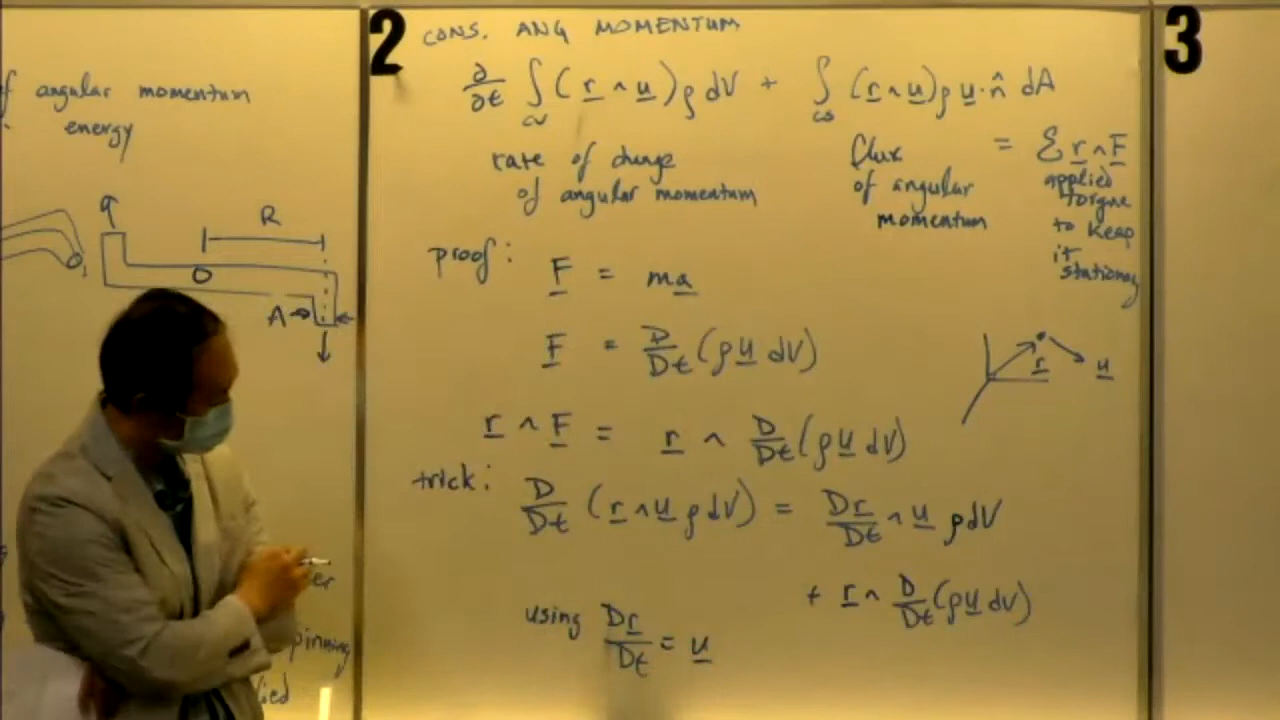 of angular momentum
energy
R
A
2
CONS. ANG MOMENTUM
∂/∂t ∫_CV (r ∧ u) ρ dV + ∫_CS (r ∧ u) ρ u · n̂ dA
= Σ r ∧ F
rate of change
of angular momentum
flux
of angular
momentum
applied
torque
to keep
it
stationary
proof:
F = ma
F = D/Dt (ρ u dV)
r
u
r ∧ F = r ∧ D/Dt (ρ u dV)
trick: D/Dt (r ∧ u ρ dV) = Dr/Dt ∧ u ρ dV
+ r ∧ D/Dt (ρ u dV)
using Dr/Dt = u
3